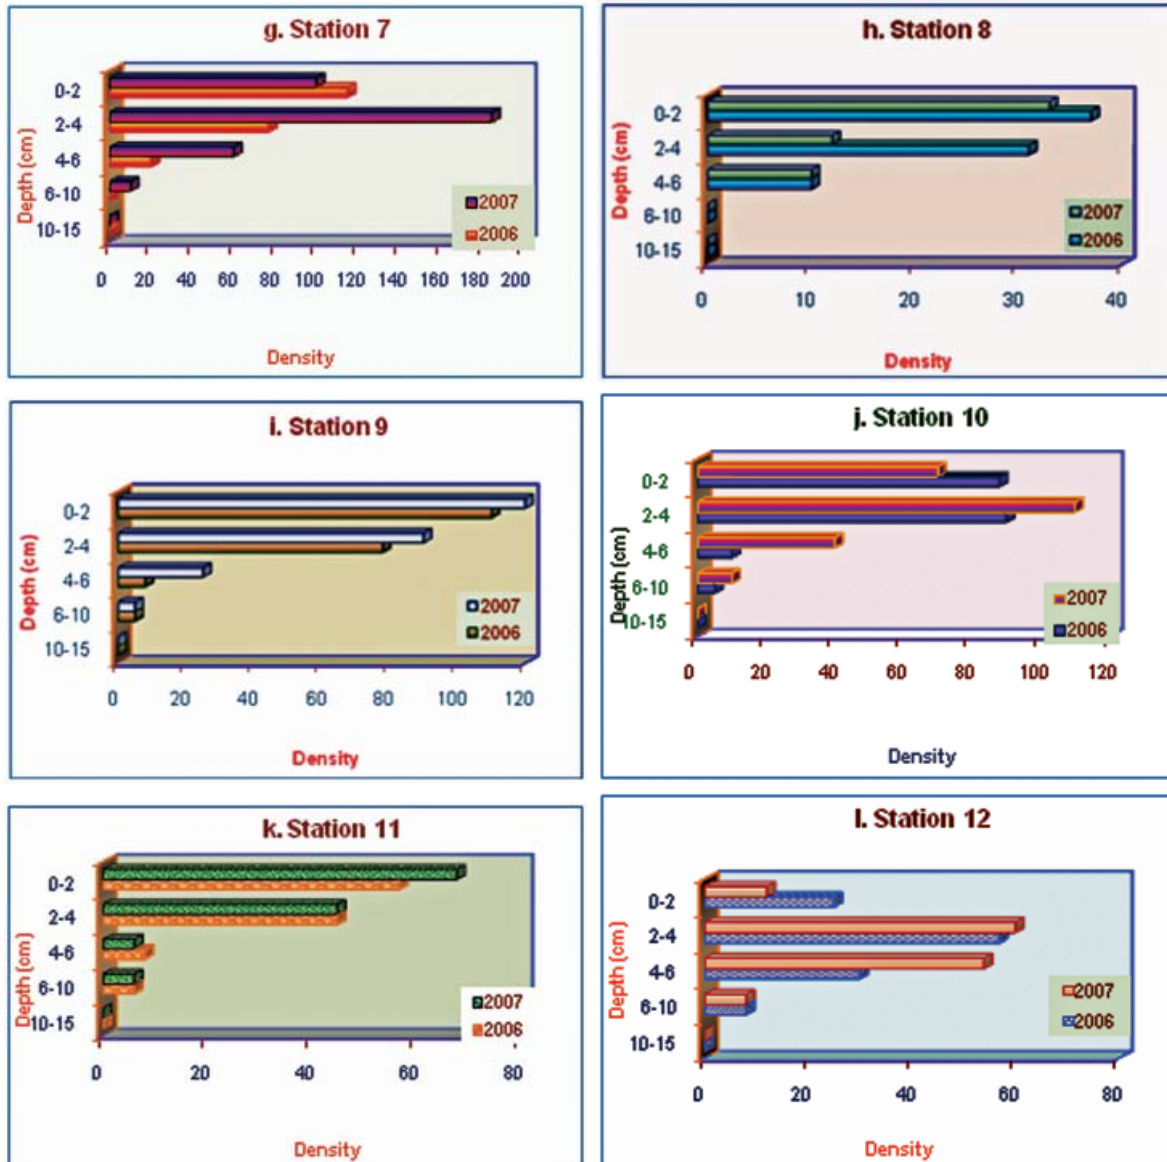 g. Station 7
Depth (cm)
0-2
2-4
4-6
6-10
10-15
2007
2006
0 20 40 60 80 100 120 140 160 180 200
Density
h. Station 8
Depth (cm)
0-2
2-4
4-6
6-10
10-15
2007
2006
0 10 20 30 40
Density
i. Station 9
Depth (cm)
0-2
2-4
4-6
6-10
10-15
2007
2006
0 20 40 60 80 100 120
Density
j. Station 10
Depth (cm)
0-2
2-4
4-6
6-10
10-15
2007
2006
0 20 40 60 80 100 120
Density
k. Station 11
Depth (cm)
0-2
2-4
4-6
6-10
10-15
2007
2006
0 20 40 60 80
Density
l. Station 12
Depth (cm)
0-2
2-4
4-6
6-10
10-15
2007
2006
0 20 40 60 80
Density